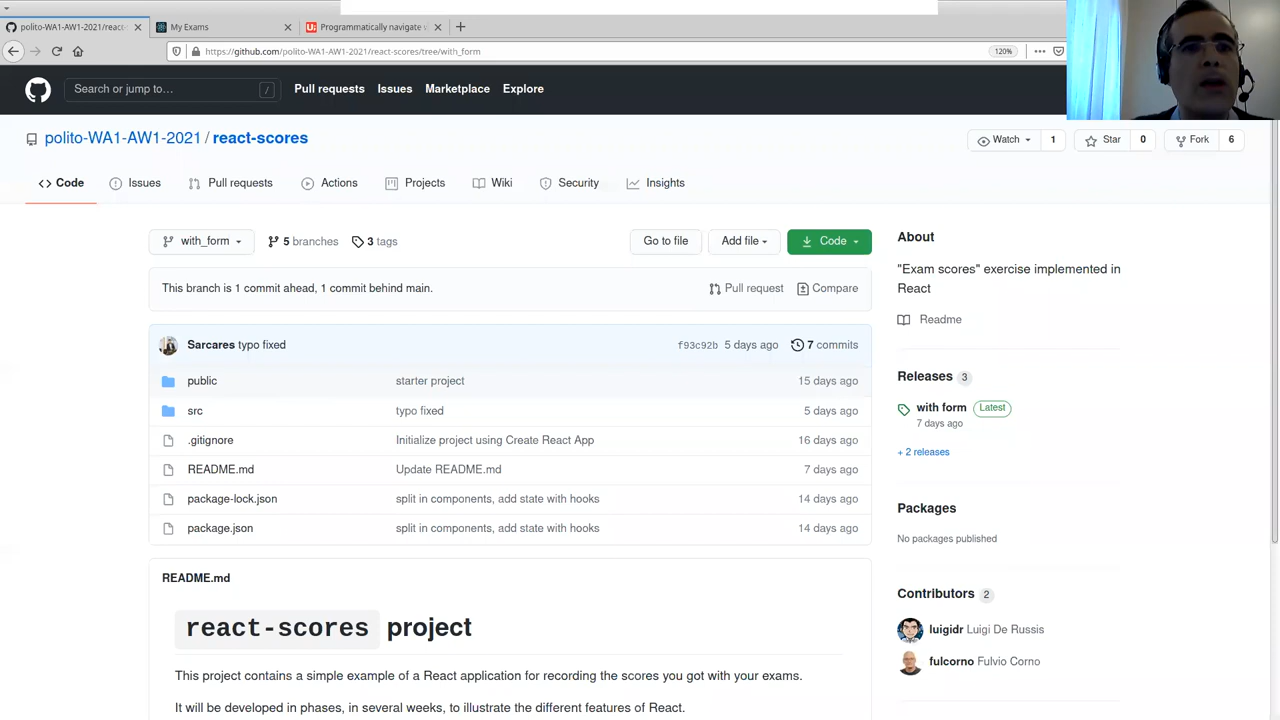 polito-WA1-AW1-2021/react-
My Exams
Programmatically navigate
https://github.com/polito-WA1-AW1-2021/react-scores/tree/with_form
120%
Search or jump to…
/
Pull requests
Issues
Marketplace
Explore
polito-WA1-AW1-2021 / react-scores
Watch 1
Star 0
Fork 6
Code
Issues
Pull requests
Actions
Projects
Wiki
Security
Insights
with_form
5 branches
3 tags
Go to file
Add file
Code
This branch is 1 commit ahead, 1 commit behind main.
Pull request
Compare
Sarcares typo fixed
f93c92b 5 days ago
7 commits
public starter project 15 days ago
src typo fixed 5 days ago
.gitignore Initialize project using Create React App 16 days ago
README.md Update README.md 7 days ago
package-lock.json split in components, add state with hooks 14 days ago
package.json split in components, add state with hooks 14 days ago
README.md
react-scores project
This project contains a simple example of a React application for recording the scores you got with your exams.
It will be developed in phases, in several weeks, to illustrate the different features of React.
About
"Exam scores" exercise implemented in
React
Readme
Releases 3
with form Latest
7 days ago
+ 2 releases
Packages
No packages published
Contributors 2
luigidr Luigi De Russis
fulcorno Fulvio Corno